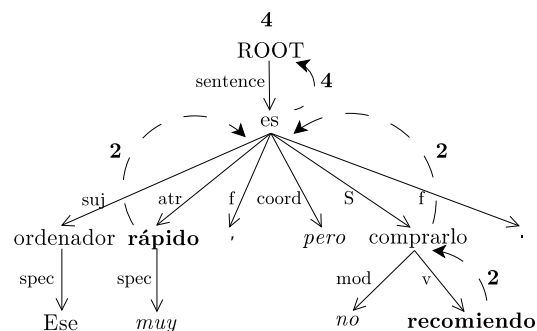 4
ROOT
sentence 4
es
2 2
suj atr f coord S f
ordenador rápido , pero comprarlo .
spec spec mod v 2
Ese muy no recomiendo